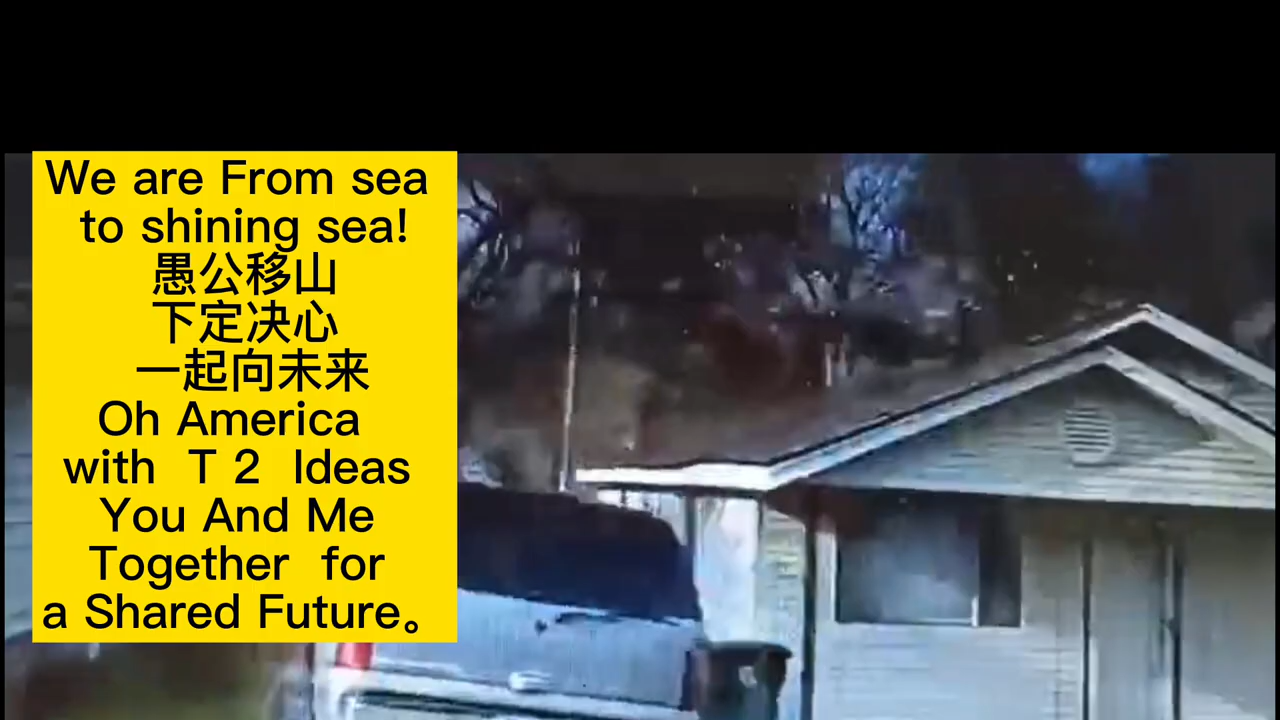 We are From sea
to shining sea!
愚公移山
下定决心
一起向未来
Oh America
with T 2 Ideas
You And Me
Together for
a Shared Future。